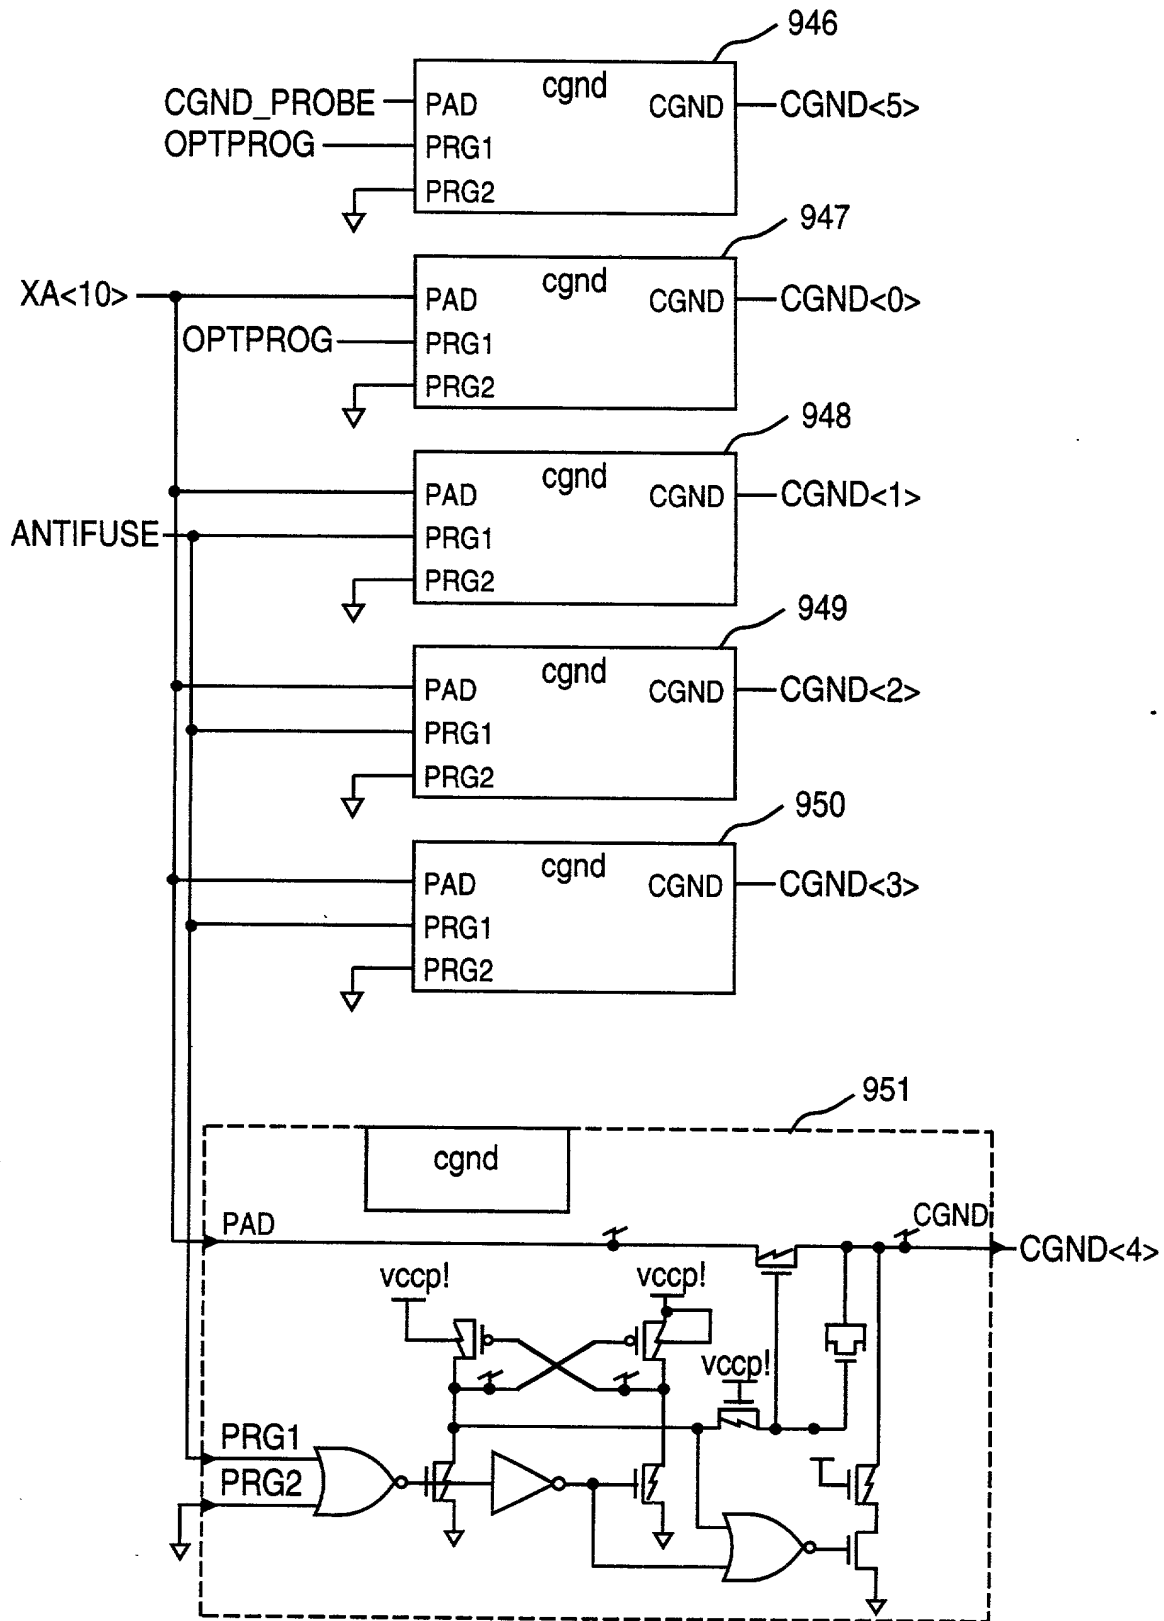 946
cgnd
CGND_PROBE PAD CGND CGND<5>
OPTPROG PRG1
PRG2
947
cgnd
XA<10> PAD CGND CGND<0>
OPTPROG PRG1
PRG2
948
cgnd
PAD CGND CGND<1>
ANTIFUSE PRG1
PRG2
949
cgnd
PAD CGND CGND<2>
PRG1
PRG2
950
cgnd
PAD CGND CGND<3>
PRG1
PRG2
951
cgnd
PAD CGND
CGND<4>
vccp! vccp!
vccp!
PRG1
PRG2